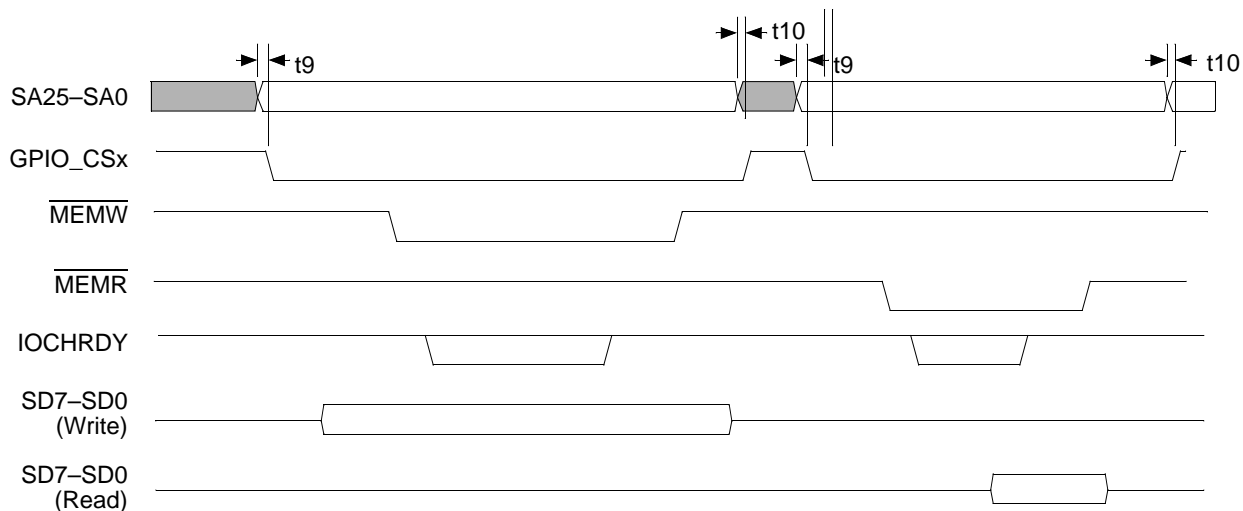 t10
t9
t9
t10
SA25–SA0
GPIO_CSx
MEMW
MEMR
IOCHRDY
SD7–SD0
(Write)
SD7–SD0
(Read)